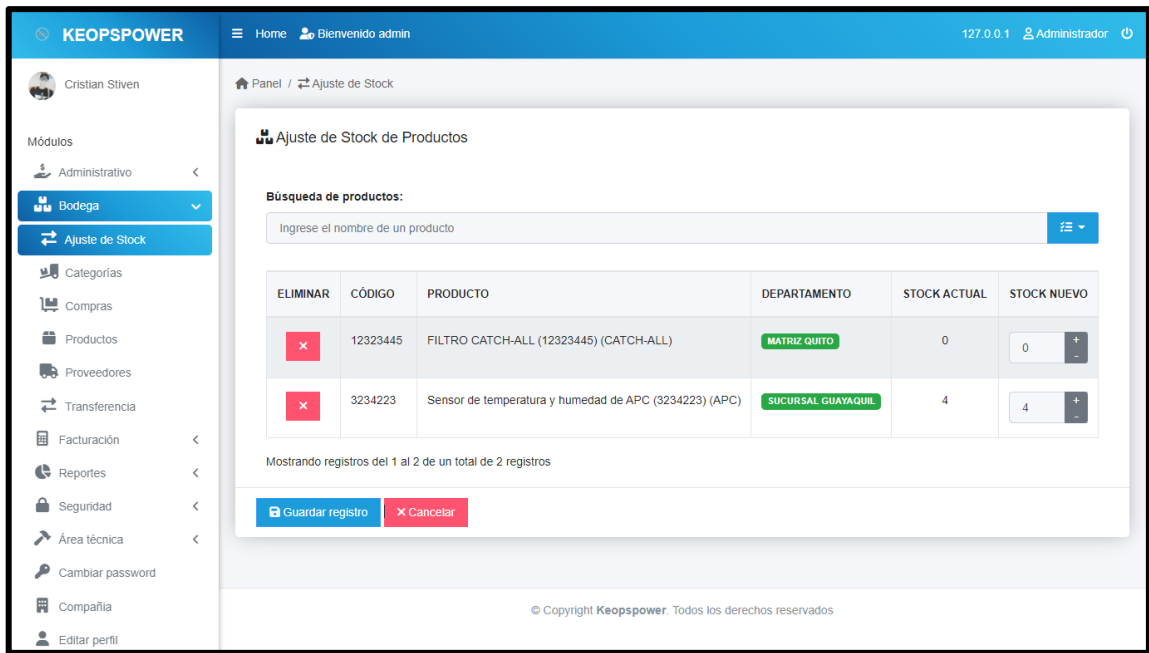 KEOPSPOWER
Home Bienvenido admin
127.0.0.1 Administrador
Cristian Stiven
Módulos
Administrativo
Bodega
Ajuste de Stock
Categorías
Compras
Productos
Proveedores
Transferencia
Facturación
Reportes
Seguridad
Área técnica
Cambiar password
Compañia
Editar perfil
Panel / Ajuste de Stock
Ajuste de Stock de Productos
Búsqueda de productos:
Ingrese el nombre de un producto
ELIMINAR CÓDIGO PRODUCTO DEPARTAMENTO STOCK ACTUAL STOCK NUEVO
12323445 FILTRO CATCH-ALL (12323445) (CATCH-ALL) MATRIZ QUITO 0 0 + -
3234223 Sensor de temperatura y humedad de APC (3234223) (APC) SUCURSAL GUAYAQUIL 4 4 + -
Mostrando registros del 1 al 2 de un total de 2 registros
Guardar registro Cancelar
© Copyright Keopspower. Todos los derechos reservados